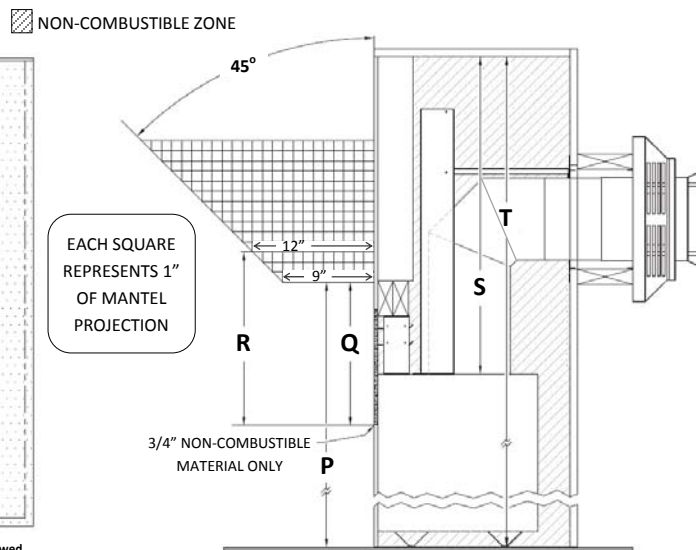 NON-COMBUSTIBLE ZONE
45°
EACH SQUARE
REPRESENTS 1”
OF MANTEL
PROJECTION
12”
9”
R
Q
P
S
T
3/4” NON-COMBUSTIBLE
MATERIAL ONLY